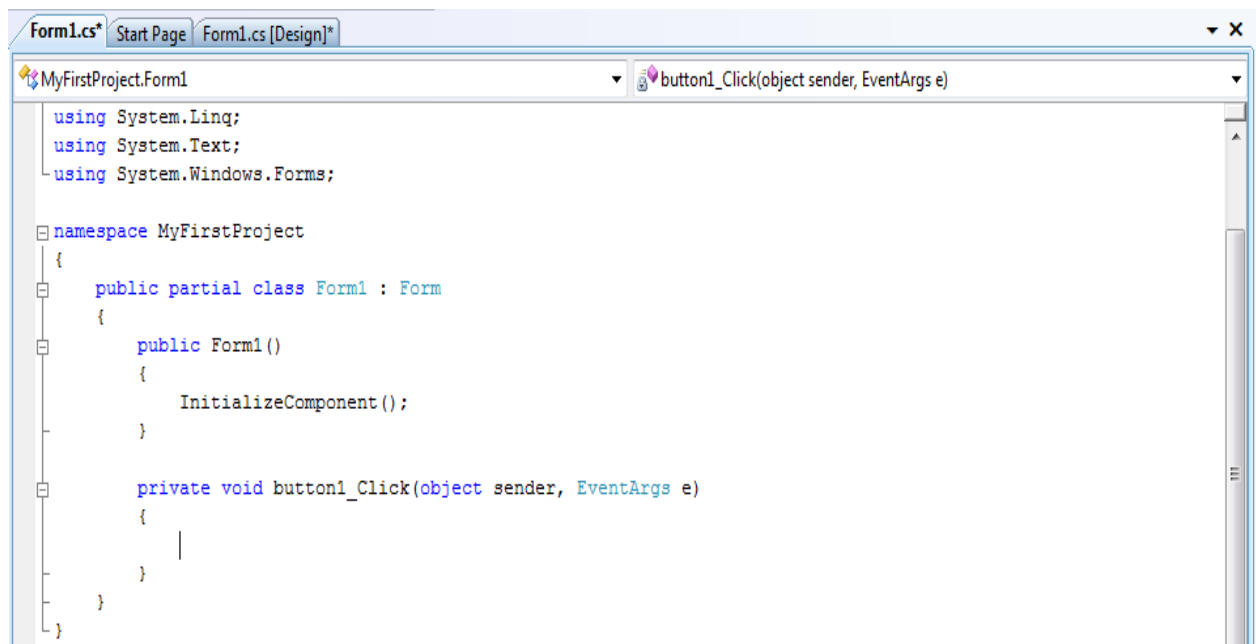 Form1.cs* Start Page Form1.cs [Design]*
MyFirstProject.Form1 button1_Click(object sender, EventArgs e)
using System.Linq;
using System.Text;
using System.Windows.Forms;
namespace MyFirstProject
{
public partial class Form1 : Form
{
public Form1()
{
InitializeComponent();
}
private void button1_Click(object sender, EventArgs e)
{
}
}
}